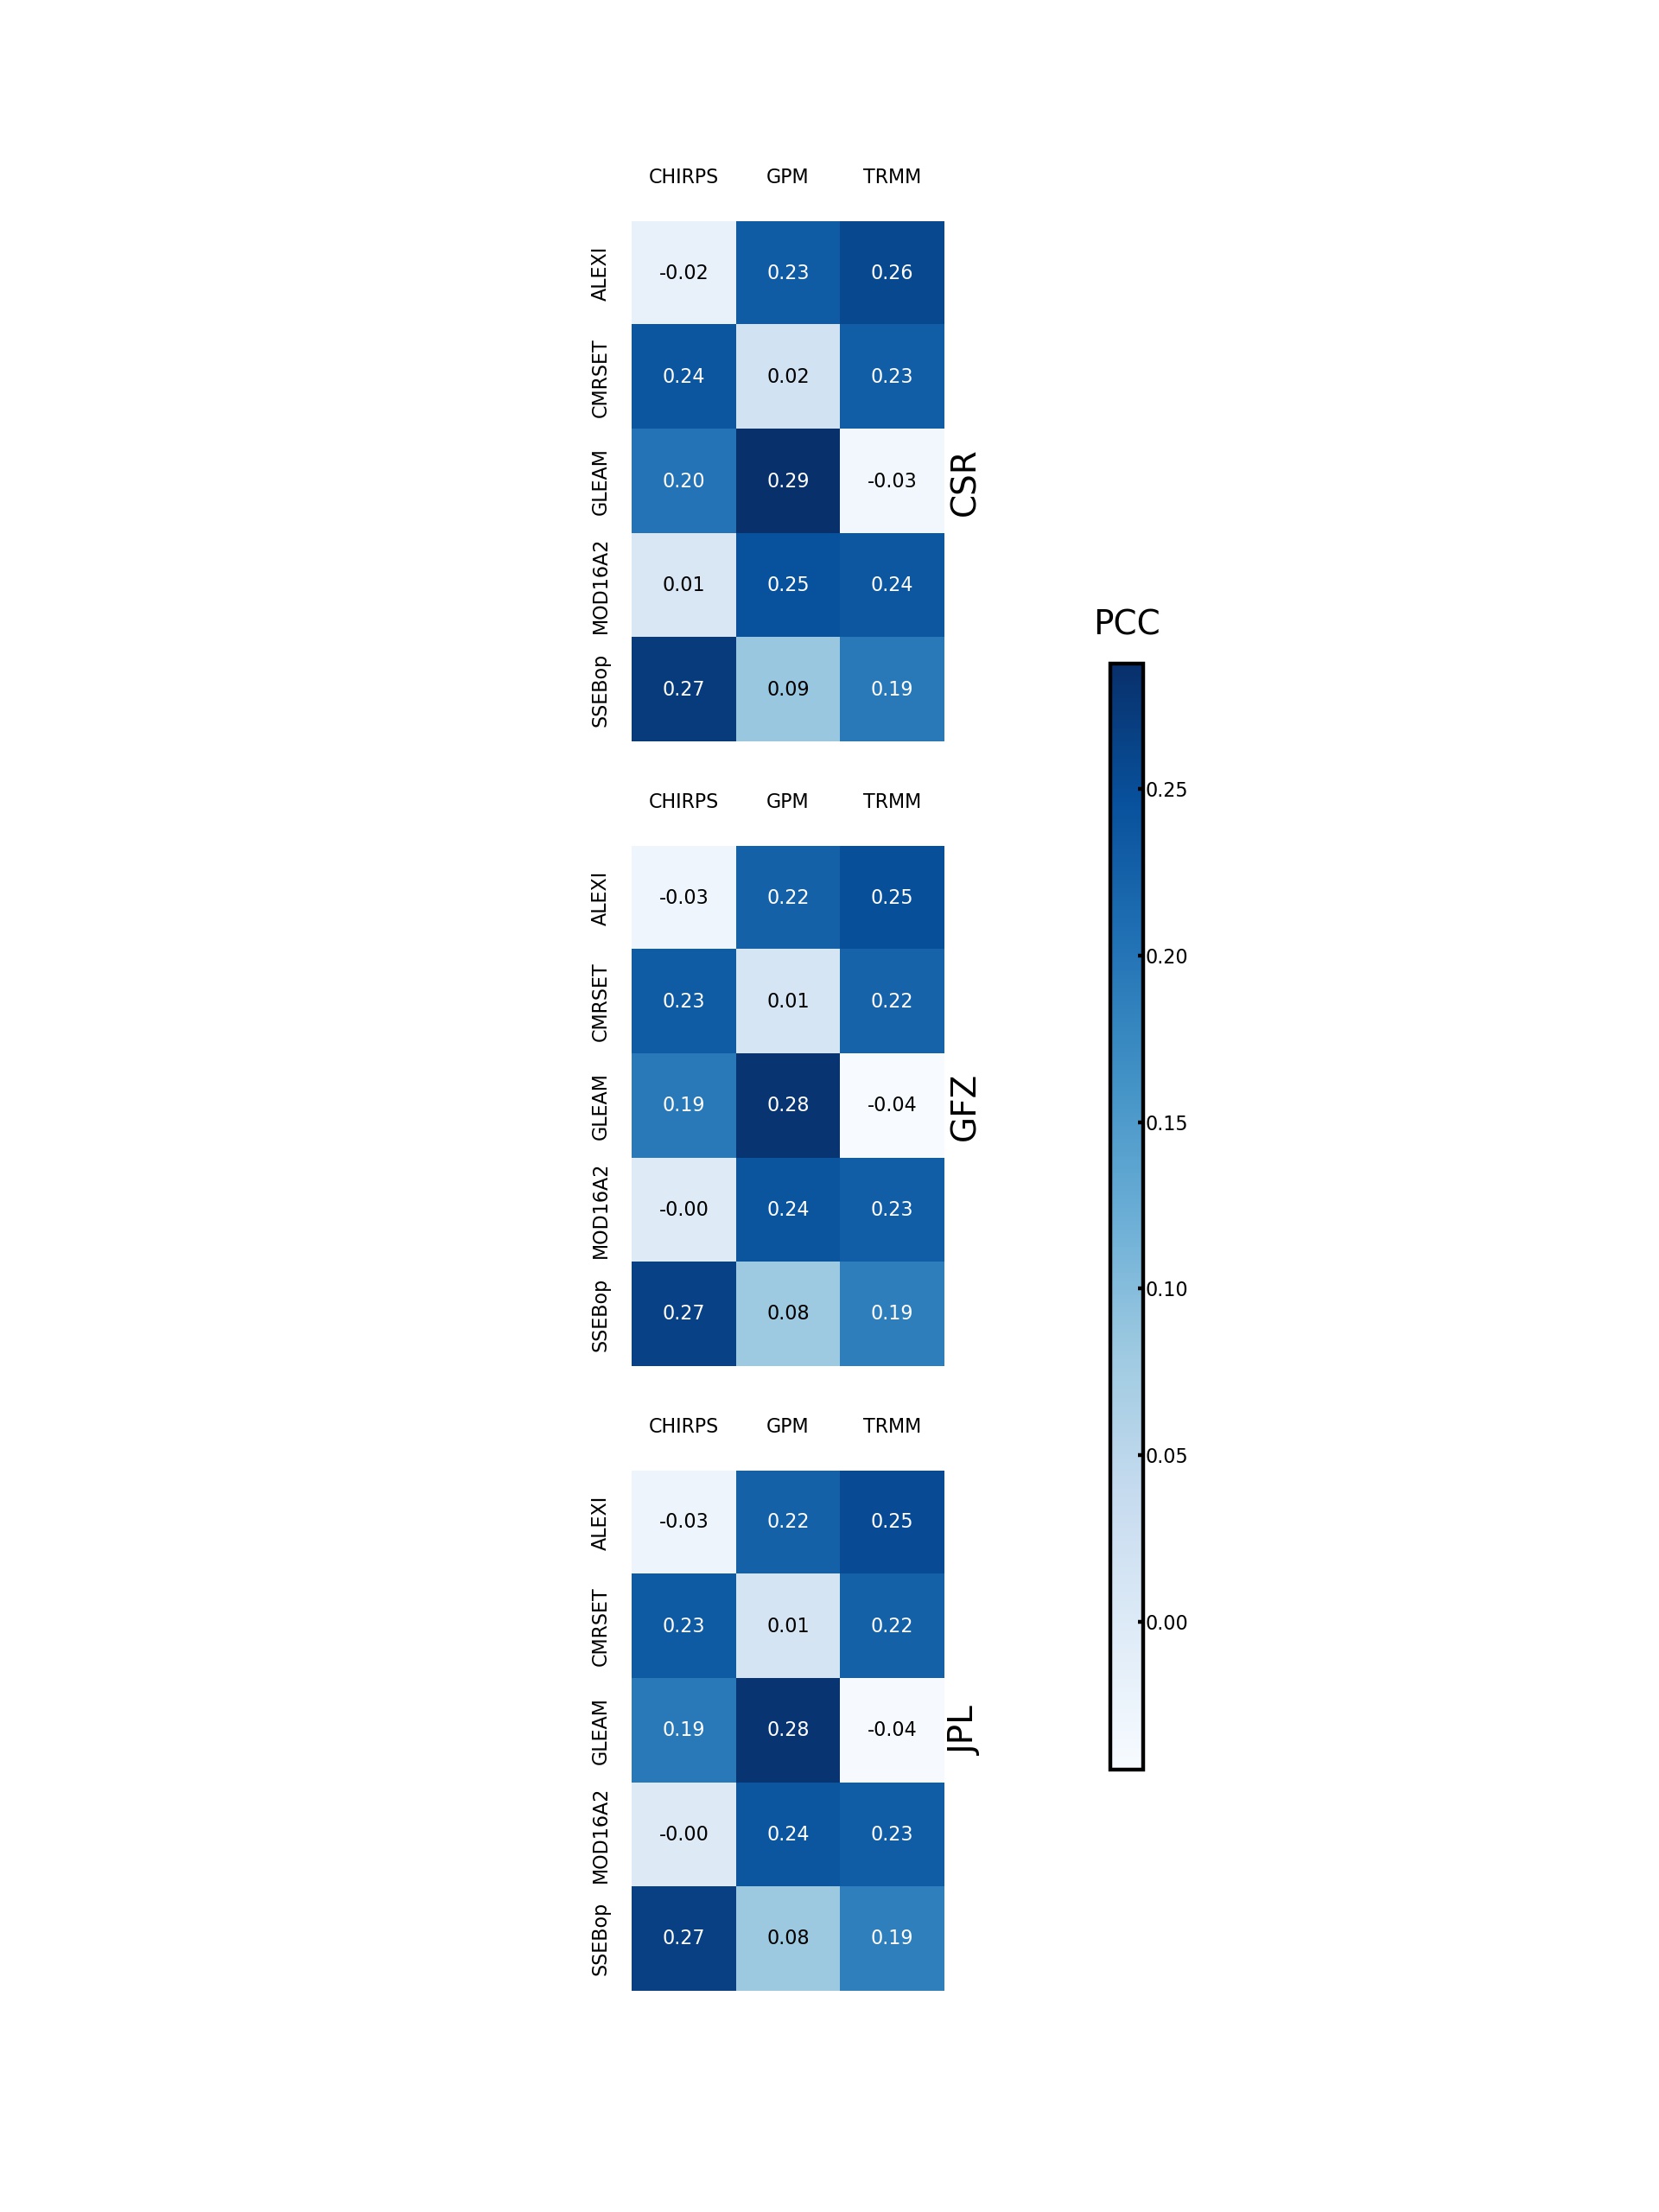 CHIRPS GPM TRMM
ALEXI -0.02 0.23 0.26
CMRSET 0.24 0.02 0.23
GLEAM 0.20 0.29 -0.03
CSR
MOD16A2 0.01 0.25 0.24
SSEBop 0.27 0.09 0.19
CHIRPS GPM TRMM
ALEXI -0.03 0.22 0.25
CMRSET 0.23 0.01 0.22
GLEAM 0.19 0.28 -0.04
GFZ
MOD16A2 -0.00 0.24 0.23
SSEBop 0.27 0.08 0.19
CHIRPS GPM TRMM
ALEXI -0.03 0.22 0.25
CMRSET 0.23 0.01 0.22
GLEAM 0.19 0.28 -0.04
JPL
MOD16A2 -0.00 0.24 0.23
SSEBop 0.27 0.08 0.19
PCC
0.25
0.20
0.15
0.10
0.05
0.00